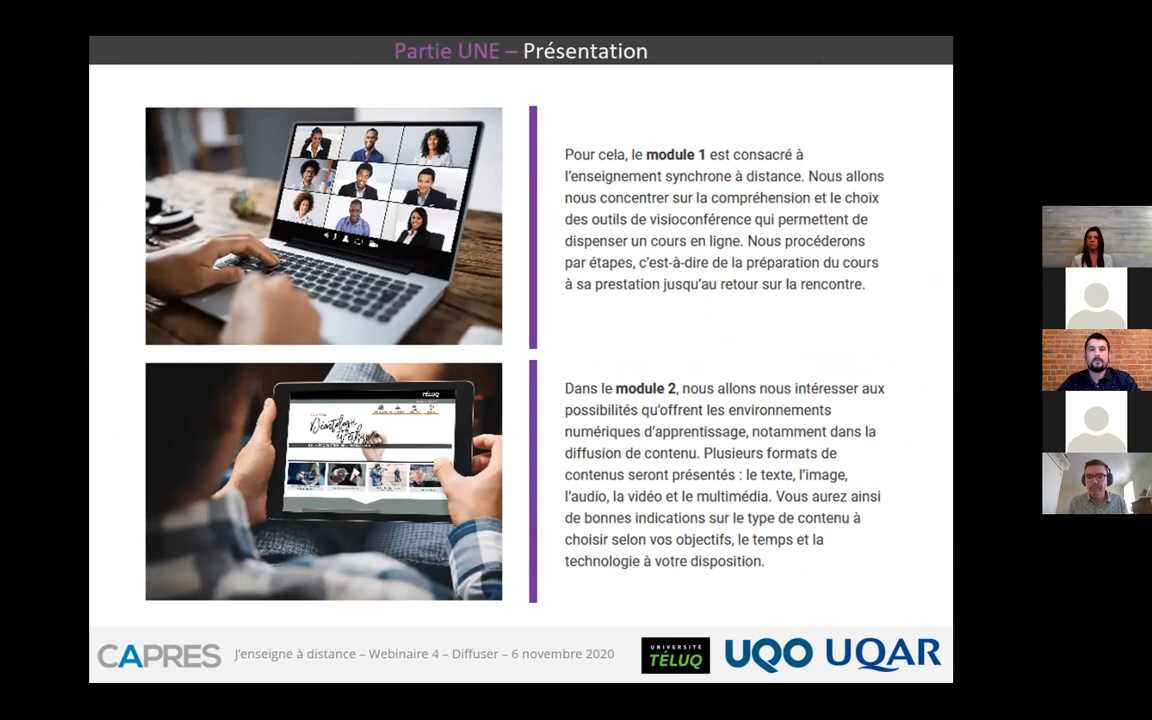 Partie UNE – Présentation
Pour cela, le module 1 est consacré à
l'enseignement synchrone à distance. Nous allons
nous concentrer sur la compréhension et le choix
des outils de visioconférence qui permettent de
dispenser un cours en ligne. Nous procéderons
par étapes, c'est-à-dire de la préparation du cours
à sa prestation jusqu'au retour sur la rencontre.
TÉLUQ
Dans le module 2, nous allons nous intéresser aux
possibilités qu'offrent les environnements
numériques d'apprentissage, notamment dans la
diffusion de contenu. Plusieurs formats de
contenus seront présentés : le texte, l'image,
l'audio, la vidéo et le multimédia. Vous aurez ainsi
de bonnes indications sur le type de contenu à
choisir selon vos objectifs, le temps et la
technologie à votre disposition.
CAPRES
J'enseigne à distance – Webinaire 4 – Diffuser – 6 novembre 2020
UNIVERSITÉ
TÉLUQ
UQO
UQAR